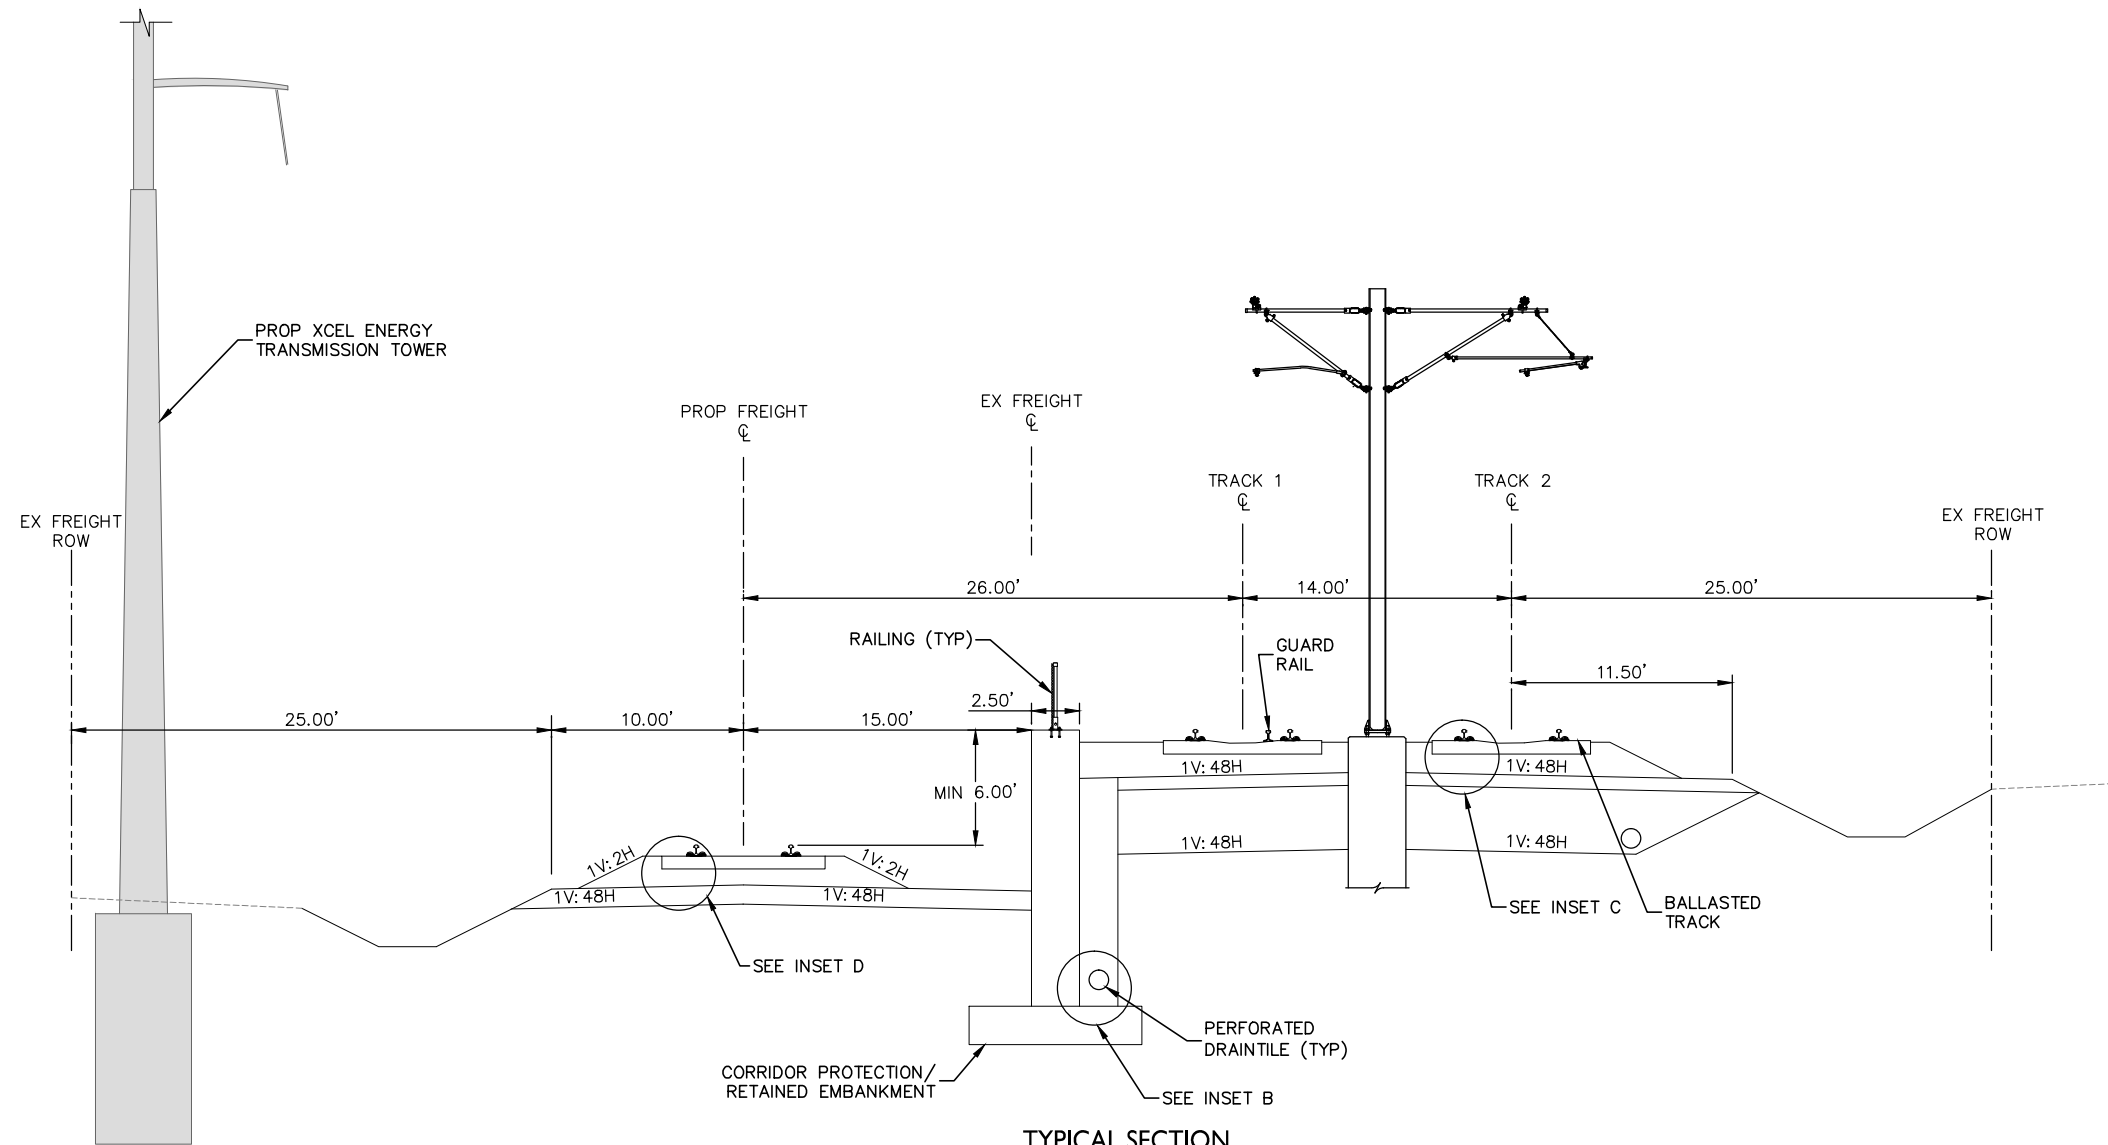 PROP XCEL ENERGY
TRANSMISSION TOWER
PROP FREIGHT
℄
EX FREIGHT
℄
TRACK 1
℄
TRACK 2
℄
EX FREIGHT
ROW
EX FREIGHT
ROW
26.00'
14.00'
25.00'
RAILING (TYP)
GUARD
RAIL
11.50'
2.50'
25.00'
10.00'
15.00'
MIN 6.00'
1V: 48H
1V: 48H
1V: 48H
1V: 48H
1V: 2H
1V: 2H
1V: 48H
1V: 48H
SEE INSET C
BALLASTED
TRACK
SEE INSET D
PERFORATED
DRAINTILE (TYP)
CORRIDOR PROTECTION/
RETAINED EMBANKMENT
SEE INSET B
TYPICAL SECTION